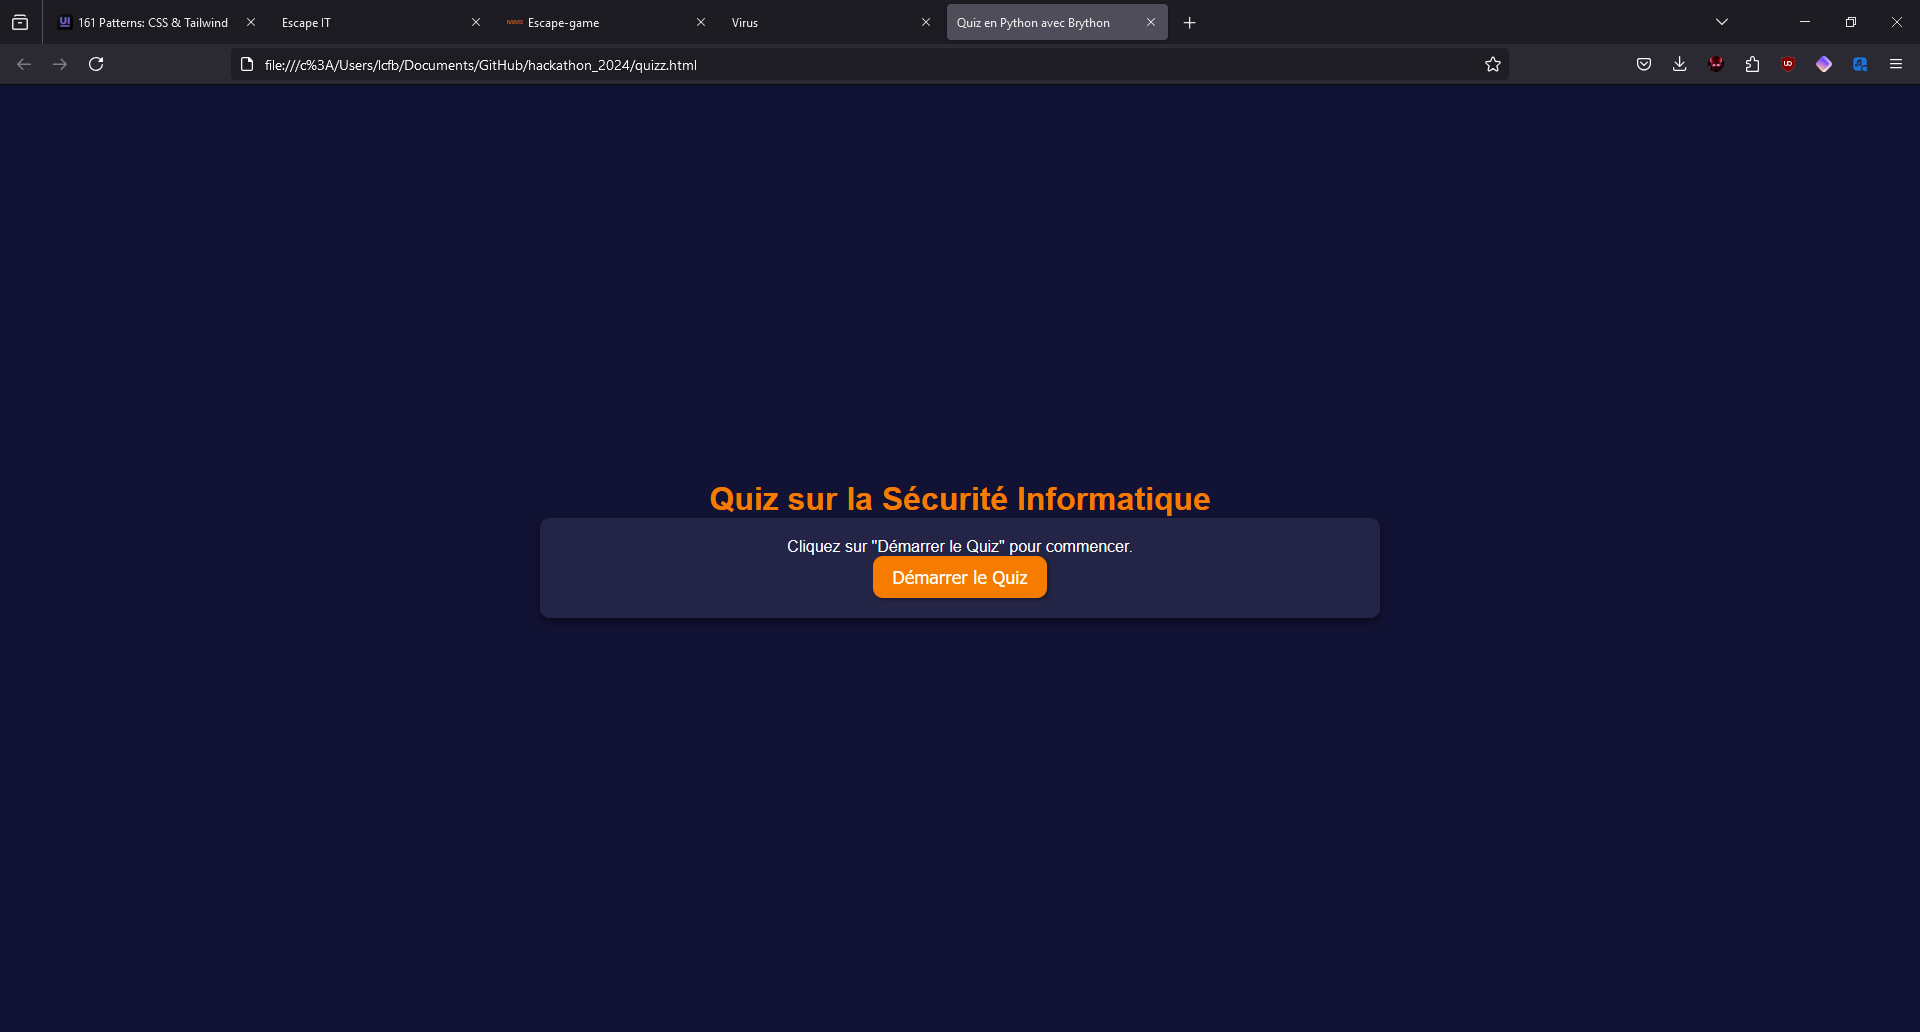 161 Patterns: CSS & Tailwind
Escape IT
Escape-game
Virus
Quiz en Python avec Brython
file:///c%3A/Users/lcfb/Documents/GitHub/hackathon_2024/quizz.html
Quiz sur la Sécurité Informatique
Cliquez sur "Démarrer le Quiz" pour commencer.
Démarrer le Quiz